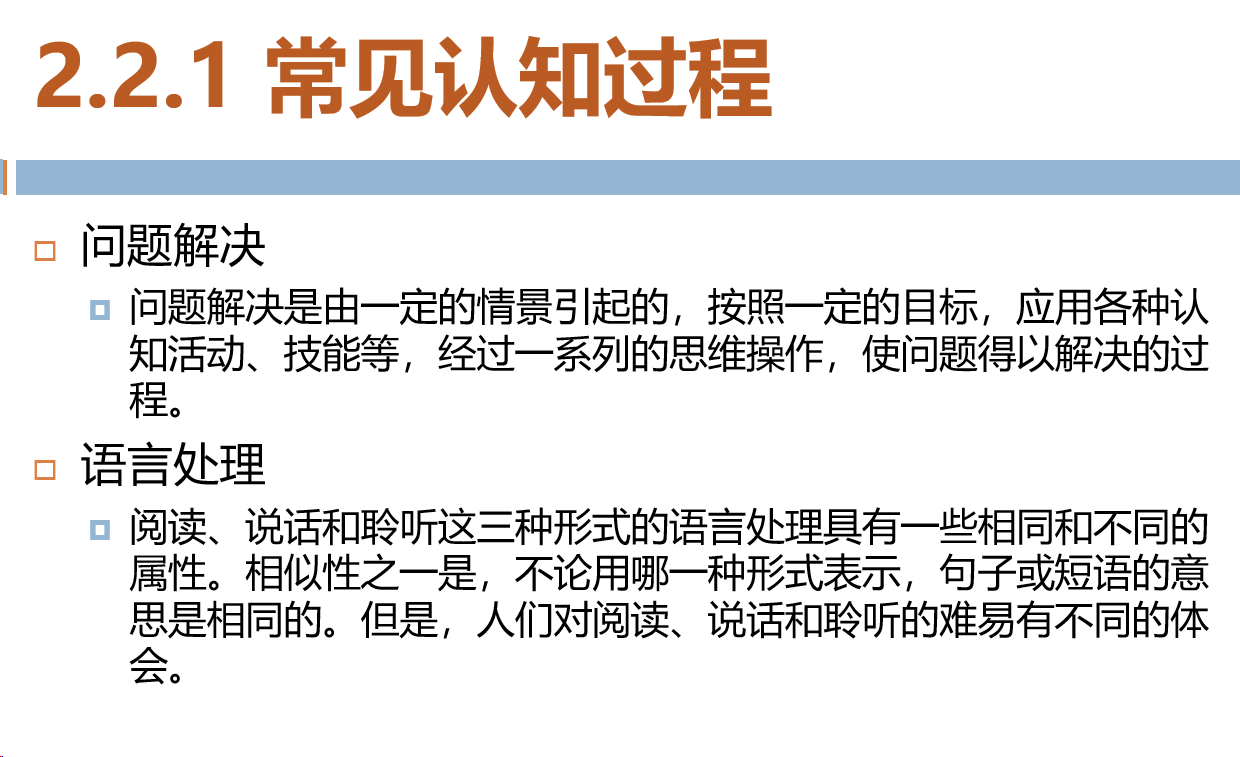 2.2.1 常见认知过程
问题解决
问题解决是由一定的情景引起的，按照一定的目标，应用各种认
知活动、技能等，经过一系列的思维操作，使问题得以解决的过
程。
语言处理
阅读、说话和聆听这三种形式的语言处理具有一些相同和不同的
属性。相似性之一是，不论用哪一种形式表示，句子或短语的意
思是相同的。但是，人们对阅读、说话和聆听的难易有不同的体
会。